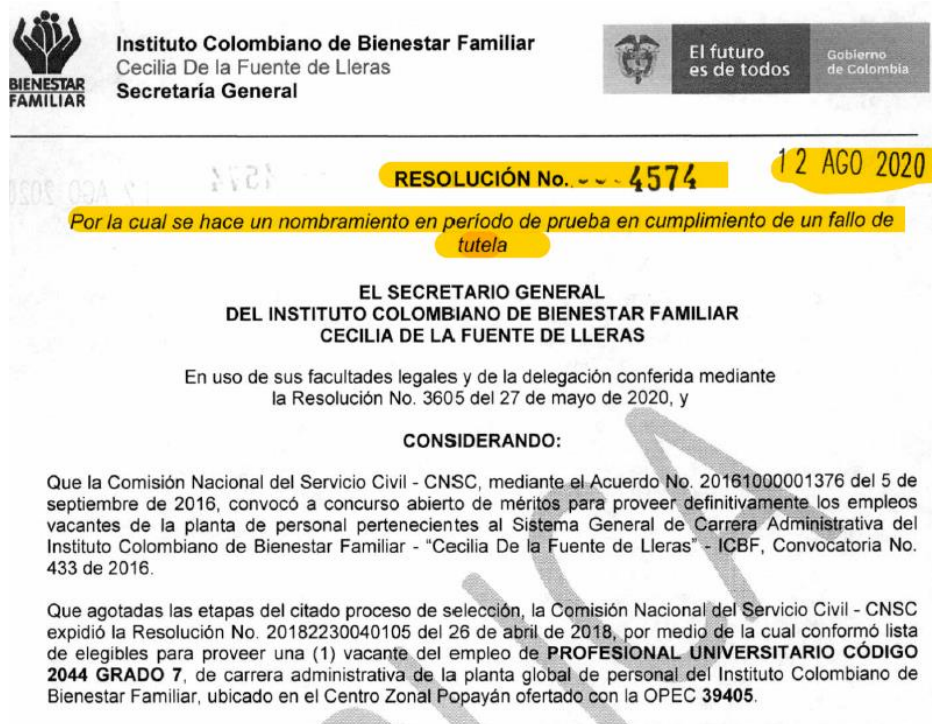 BIENESTAR
FAMILIAR
Instituto Colombiano de Bienestar Familiar
Cecilia De la Fuente de Lleras
Secretaría General
El futuro
es de todos
Gobierno
de Colombia
RESOLUCIÓN No. - - - 4574
12 AGO 2020
Por la cual se hace un nombramiento en período de prueba en cumplimiento de un fallo de
tutela
EL SECRETARIO GENERAL
DEL INSTITUTO COLOMBIANO DE BIENESTAR FAMILIAR
CECILIA DE LA FUENTE DE LLERAS
En uso de sus facultades legales y de la delegación conferida mediante
la Resolución No. 3605 del 27 de mayo de 2020, y
CONSIDERANDO:
Que la Comisión Nacional del Servicio Civil - CNSC, mediante el Acuerdo No. 20161000001376 del 5 de
septiembre de 2016, convocó a concurso abierto de méritos para proveer definitivamente los empleos
vacantes de la planta de personal pertenecientes al Sistema General de Carrera Administrativa del
Instituto Colombiano de Bienestar Familiar - "Cecilia De la Fuente de Lleras" - ICBF, Convocatoria No.
433 de 2016.
Que agotadas las etapas del citado proceso de selección, la Comisión Nacional del Servicio Civil - CNSC
expidió la Resolución No. 20182230040105 del 26 de abril de 2018, por medio de la cual conformó lista
de elegibles para proveer una (1) vacante del empleo de PROFESIONAL UNIVERSITARIO CÓDIGO
2044 GRADO 7, de carrera administrativa de la planta global de personal del Instituto Colombiano de
Bienestar Familiar, ubicado en el Centro Zonal Popayán ofertado con la OPEC 39405.